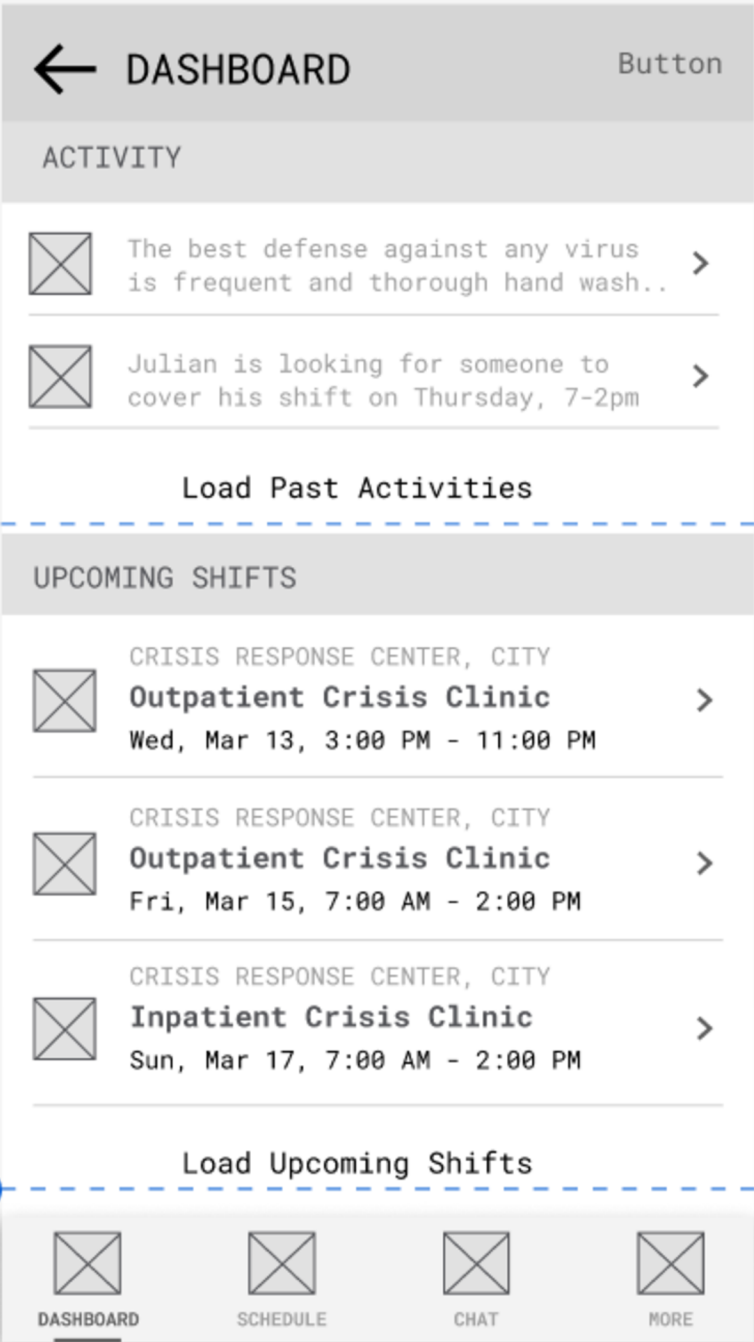 DASHBOARD
Button
ACTIVITY
The best defense against any virus
is frequent and thorough hand wash..
Julian is looking for someone to
cover his shift on Thursday, 7-2pm
Load Past Activities
UPCOMING SHIFTS
CRISIS RESPONSE CENTER, CITY
Outpatient Crisis Clinic
Wed, Mar 13, 3:00 PM - 11:00 PM
CRISIS RESPONSE CENTER, CITY
Outpatient Crisis Clinic
Fri, Mar 15, 7:00 AM - 2:00 PM
CRISIS RESPONSE CENTER, CITY
Inpatient Crisis Clinic
Sun, Mar 17, 7:00 AM - 2:00 PM
Load Upcoming Shifts
DASHBOARD
SCHEDULE
CHAT
MORE